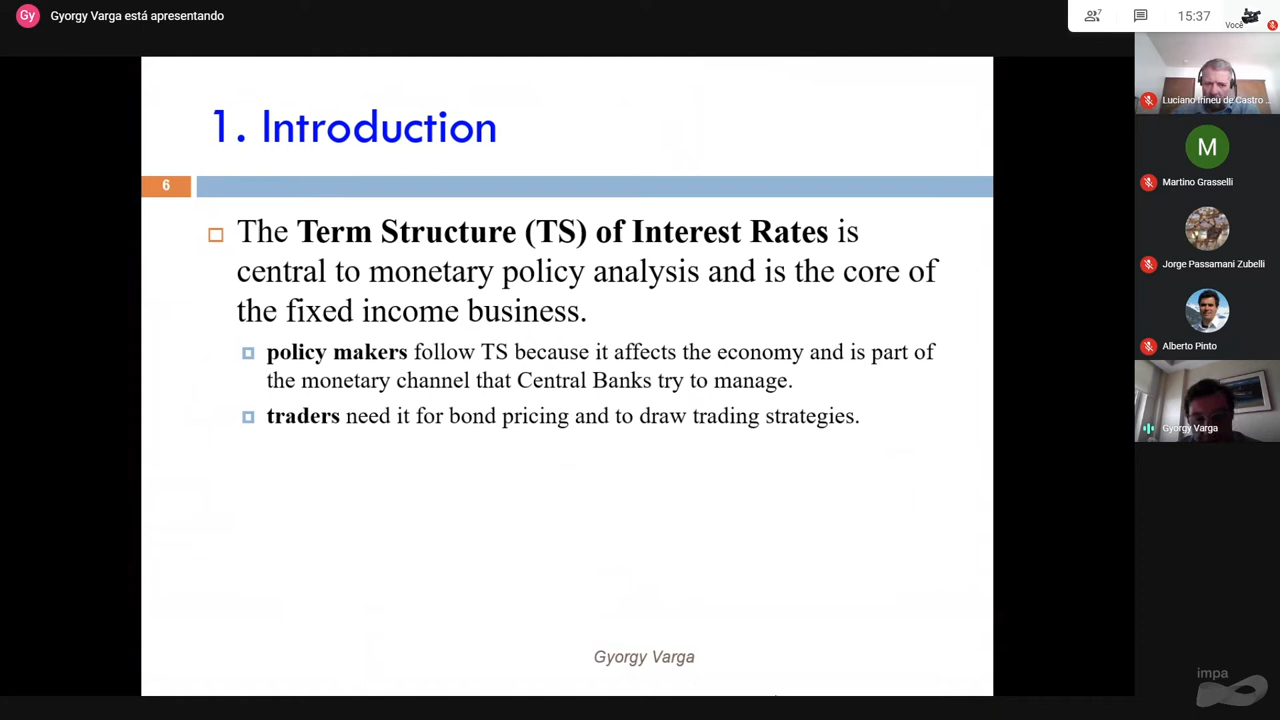 Gy
Gyorgy Varga está apresentando
7
15:37
Você
1. Introduction
6
The Term Structure (TS) of Interest Rates is
central to monetary policy analysis and is the core of
the fixed income business.
policy makers follow TS because it affects the economy and is part of
the monetary channel that Central Banks try to manage.
traders need it for bond pricing and to draw trading strategies.
Gyorgy Varga
Luciano Irineu de Castro ...
M
Martino Grasselli
Jorge Passamani Zubelli
Alberto Pinto
Gyorgy Varga
impa